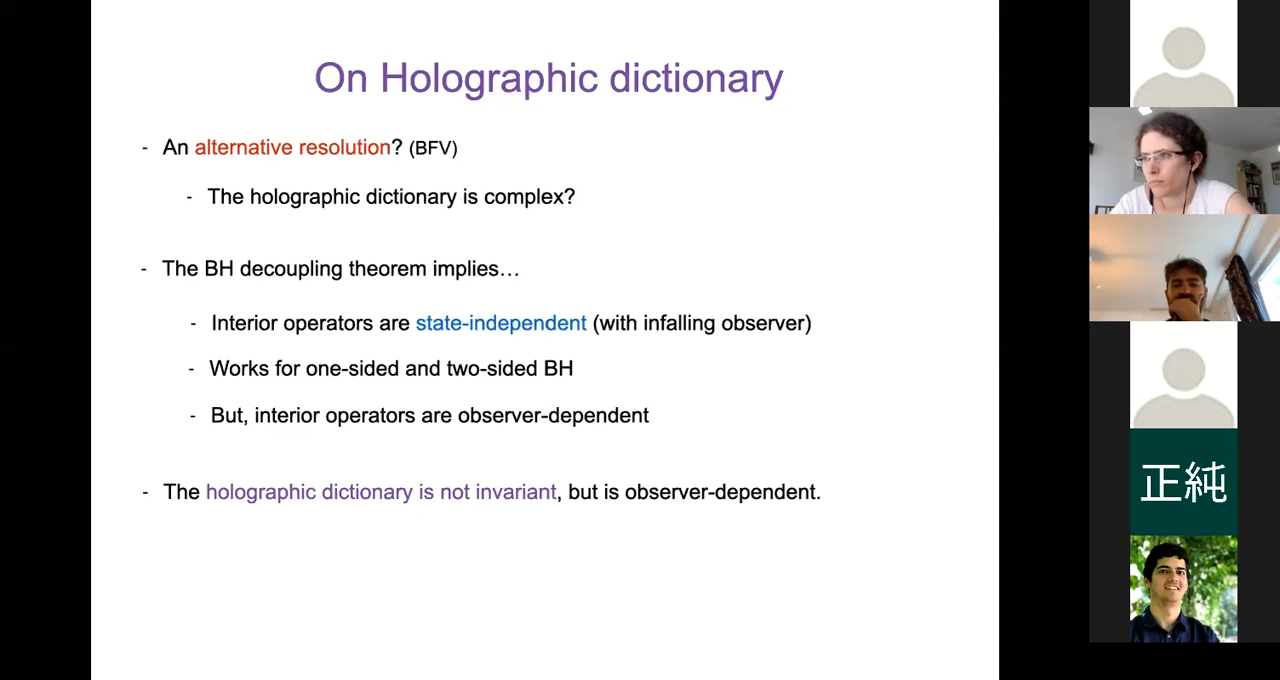 On Holographic dictionary
- An alternative resolution? (BFV)
- The holographic dictionary is complex?
- The BH decoupling theorem implies…
- Interior operators are state-independent (with infalling observer)
- Works for one-sided and two-sided BH
- But, interior operators are observer-dependent
- The holographic dictionary is not invariant, but is observer-dependent.
正純